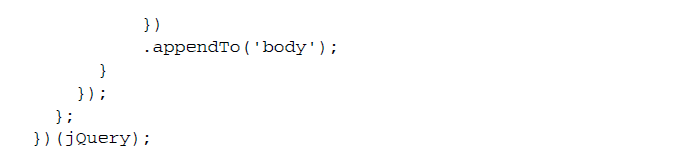 })
.appendTo('body');
}
});
};
})(jQuery);